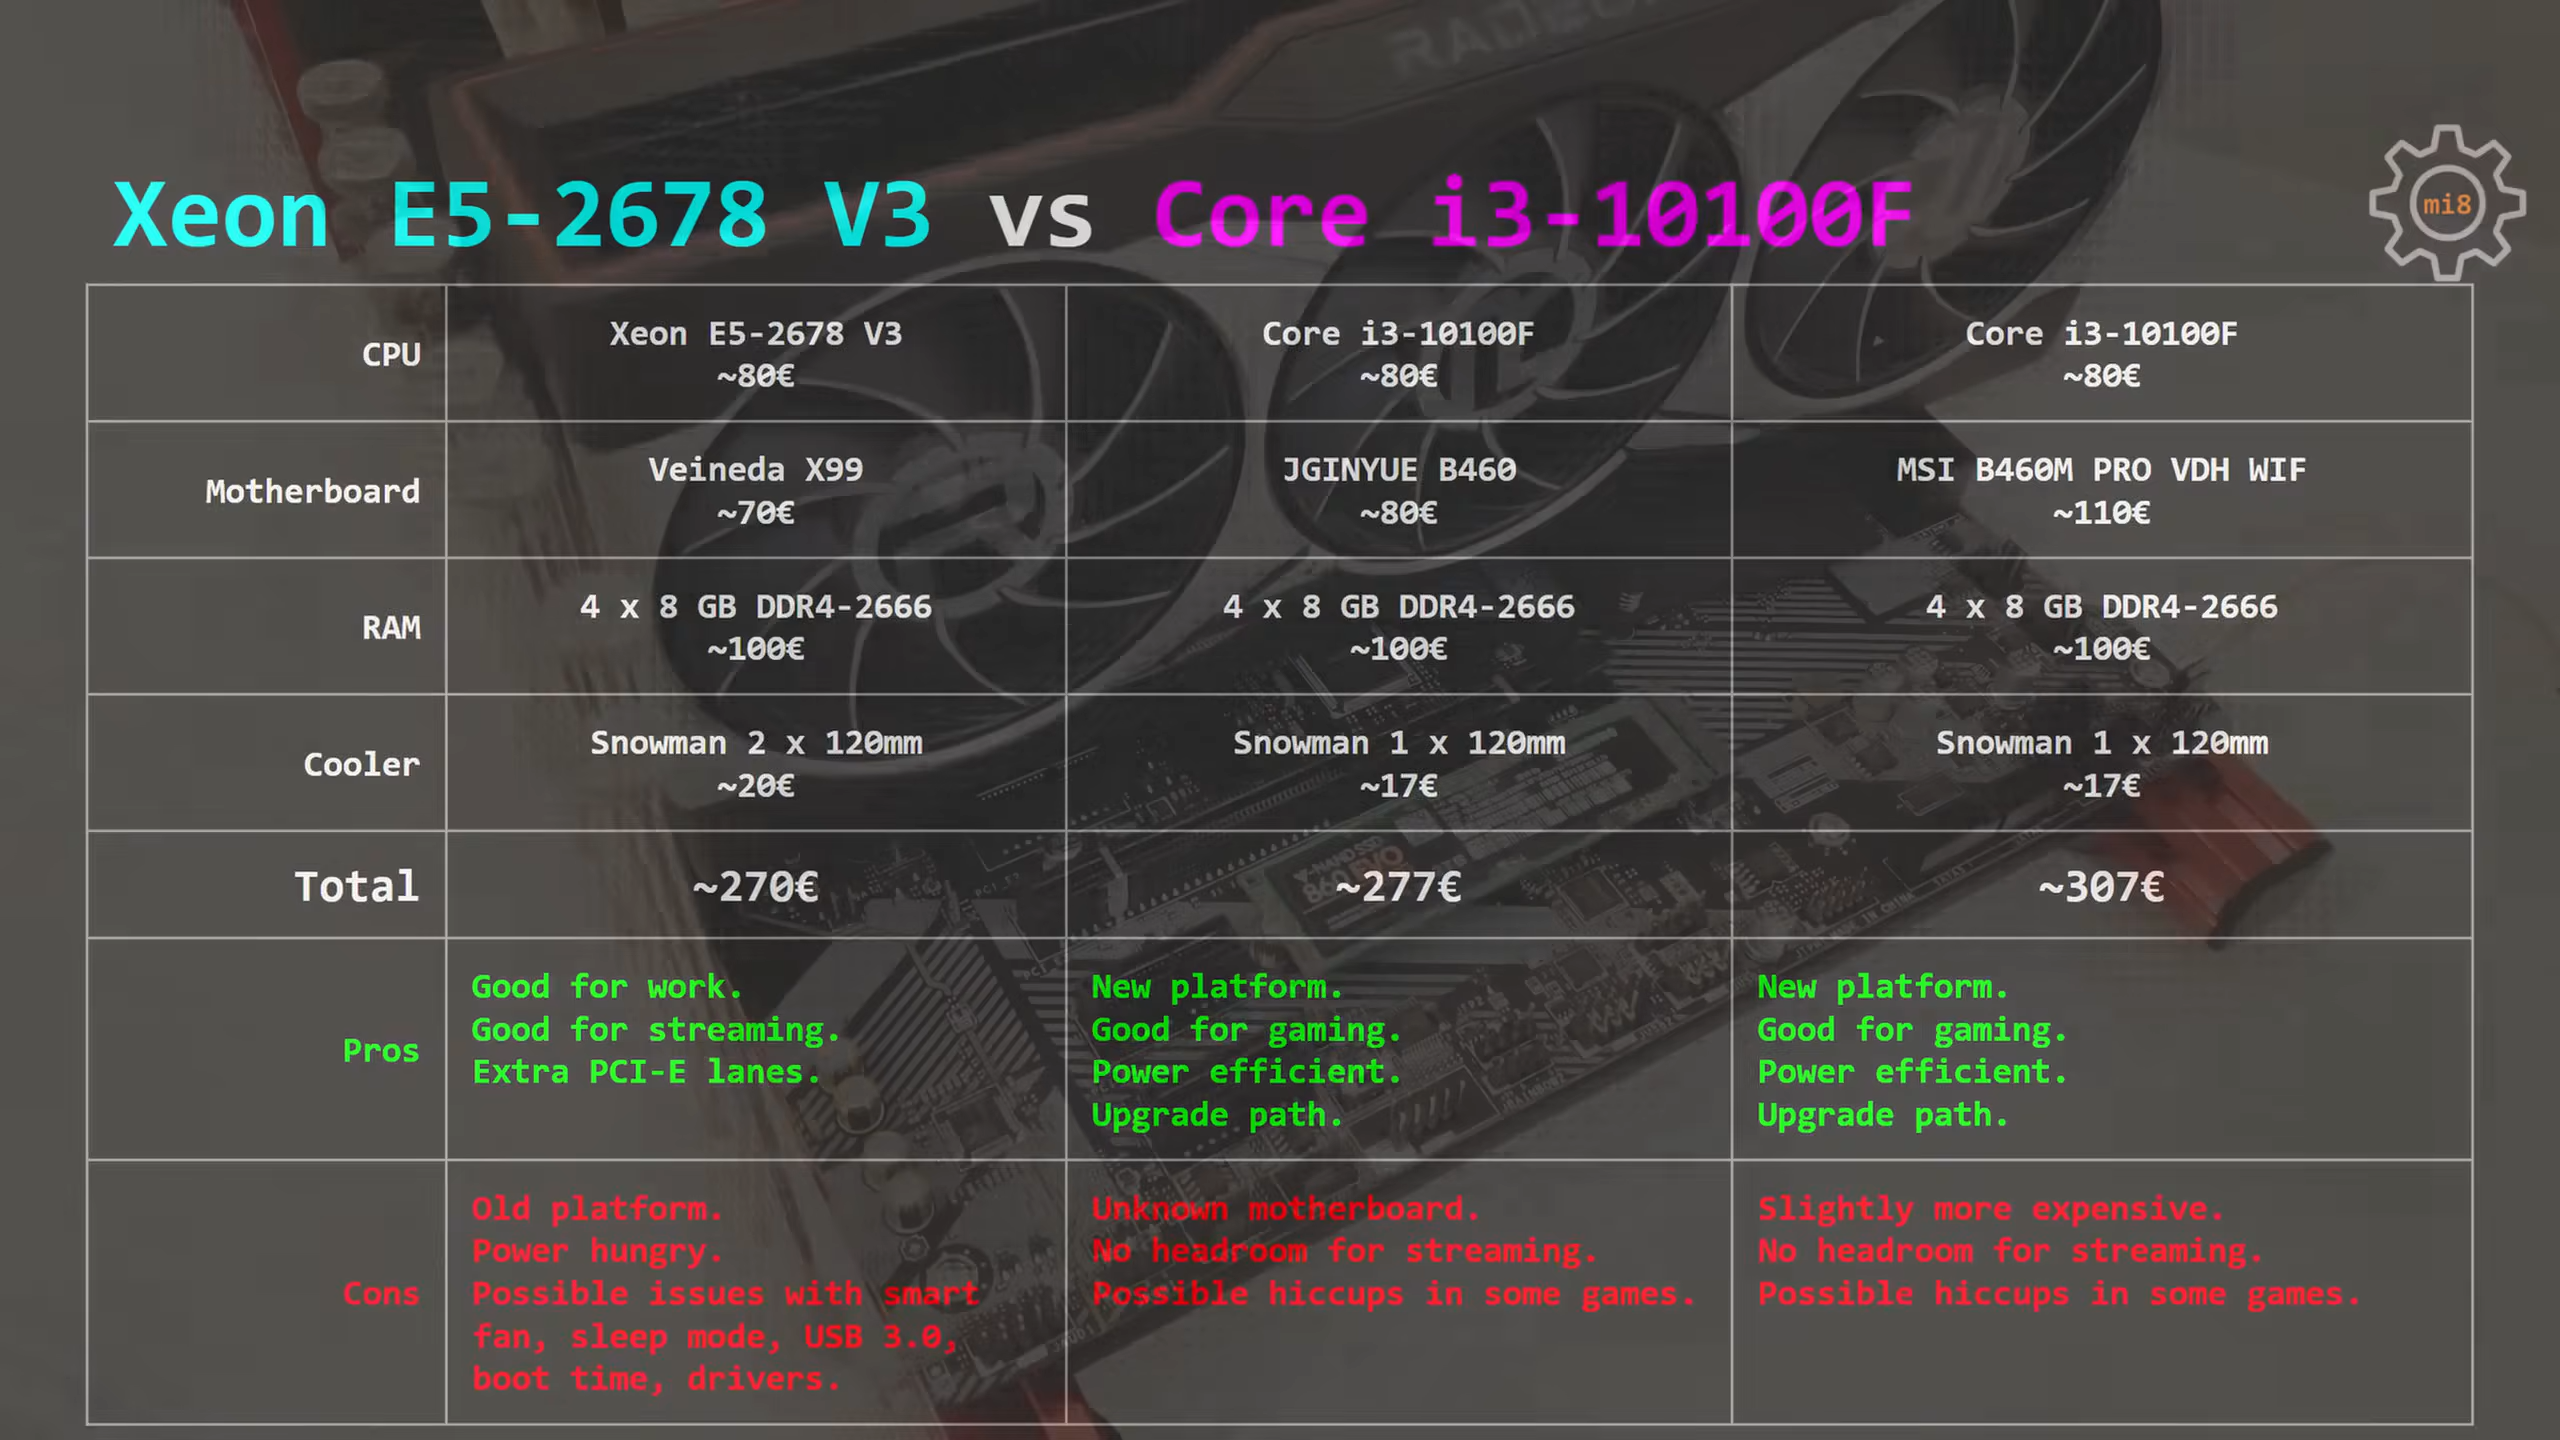 RADEON
Xeon E5-2678 V3 vs Core i3-10100F
mi8
CPU
Xeon E5-2678 V3
~80€
Core i3-10100F
~80€
Core i3-10100F
~80€
Motherboard
Veineda X99
~70€
JGINYUE B460
~80€
MSI B460M PRO VDH WIF
~110€
RAM
4 x 8 GB DDR4-2666
~100€
4 x 8 GB DDR4-2666
~100€
4 x 8 GB DDR4-2666
~100€
Cooler
Snowman 2 x 120mm
~20€
Snowman 1 x 120mm
~17€
Snowman 1 x 120mm
~17€
Total
~270€
~277€
~307€
Pros
Good for work.
Good for streaming.
Extra PCI-E lanes.
New platform.
Good for gaming.
Power efficient.
Upgrade path.
New platform.
Good for gaming.
Power efficient.
Upgrade path.
Cons
Old platform.
Power hungry.
Possible issues with smart
fan, sleep mode, USB 3.0,
boot time, drivers.
Unknown motherboard.
No headroom for streaming.
Possible hiccups in some games.
Slightly more expensive.
No headroom for streaming.
Possible hiccups in some games.